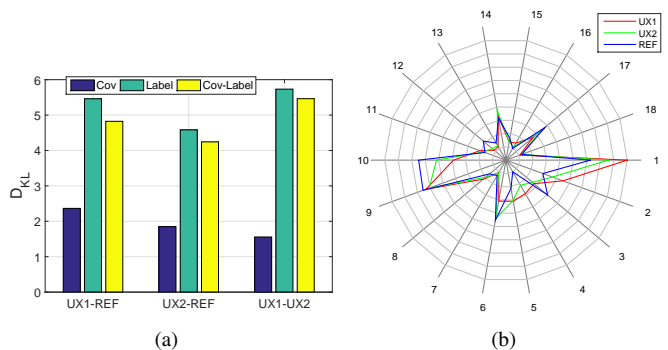 Cov Label Cov-Label
D_KL
6
5
4
3
2
1
0
UX1-REF UX2-REF UX1-UX2
(a)
UX1
UX2
REF
14 15
13 16
12 17
11 18
10 1
9 2
8 3
7 4
6 5
(b)